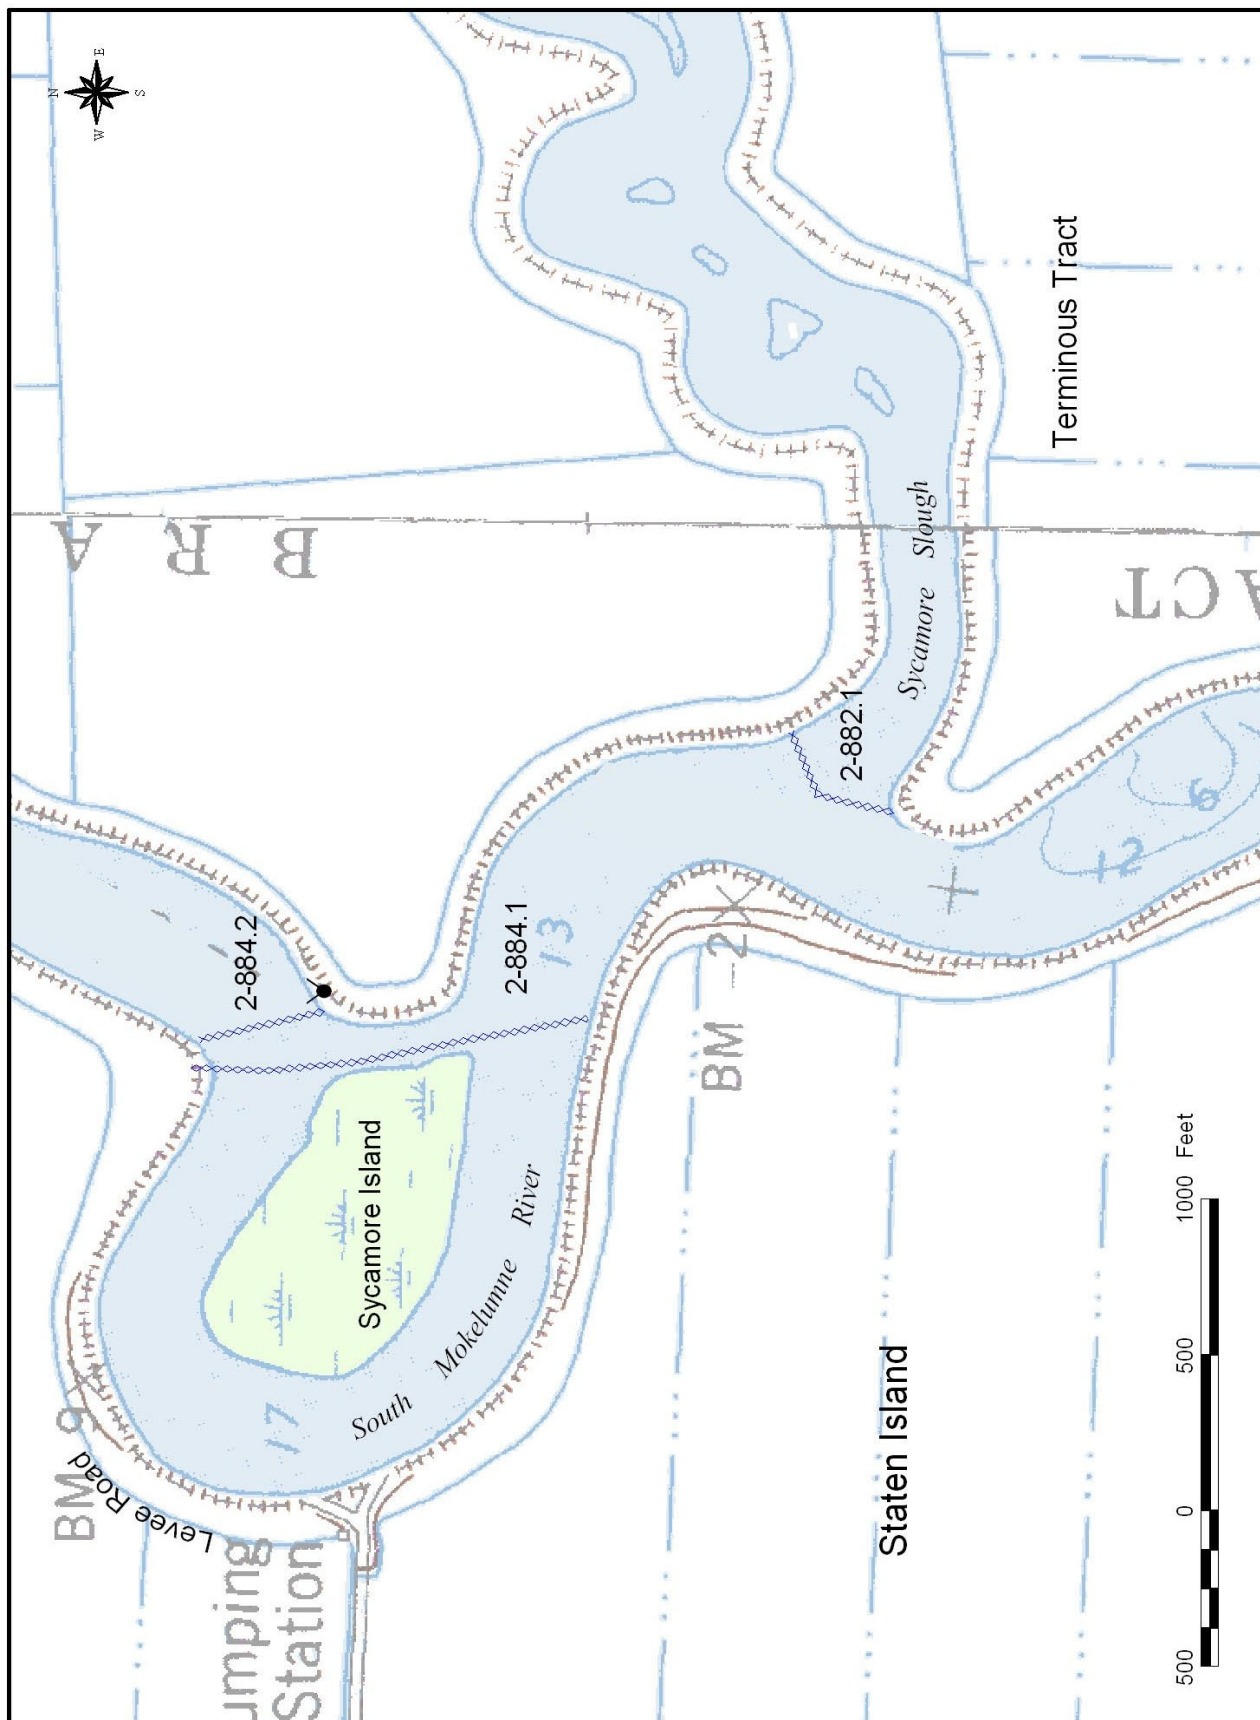 N
E
S
W
A
R
B
Terminous Tract
Sycamore Slough
ACT
2-882.1
2-884.2
2-884.1
13
12
6
BM
2
Sycamore Island
South Mokelumne River
17
BM 9
Levee Road
umping
Station
Staten Island
500 0 500 1000 Feet